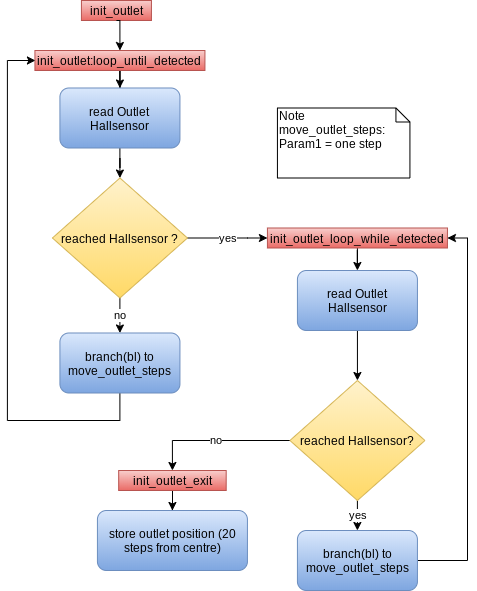 init_outlet
init_outlet:loop_until_detected
read Outlet
Hallsensor
Note
move_outlet_steps:
Param1 = one step
reached Hallsensor ?
yes
init_outlet_loop_while_detected
read Outlet
Hallsensor
no
branch(bl) to
move_outlet_steps
reached Hallsensor?
no
init_outlet_exit
store outlet position (20
steps from centre)
yes
branch(bl) to
move_outlet_steps